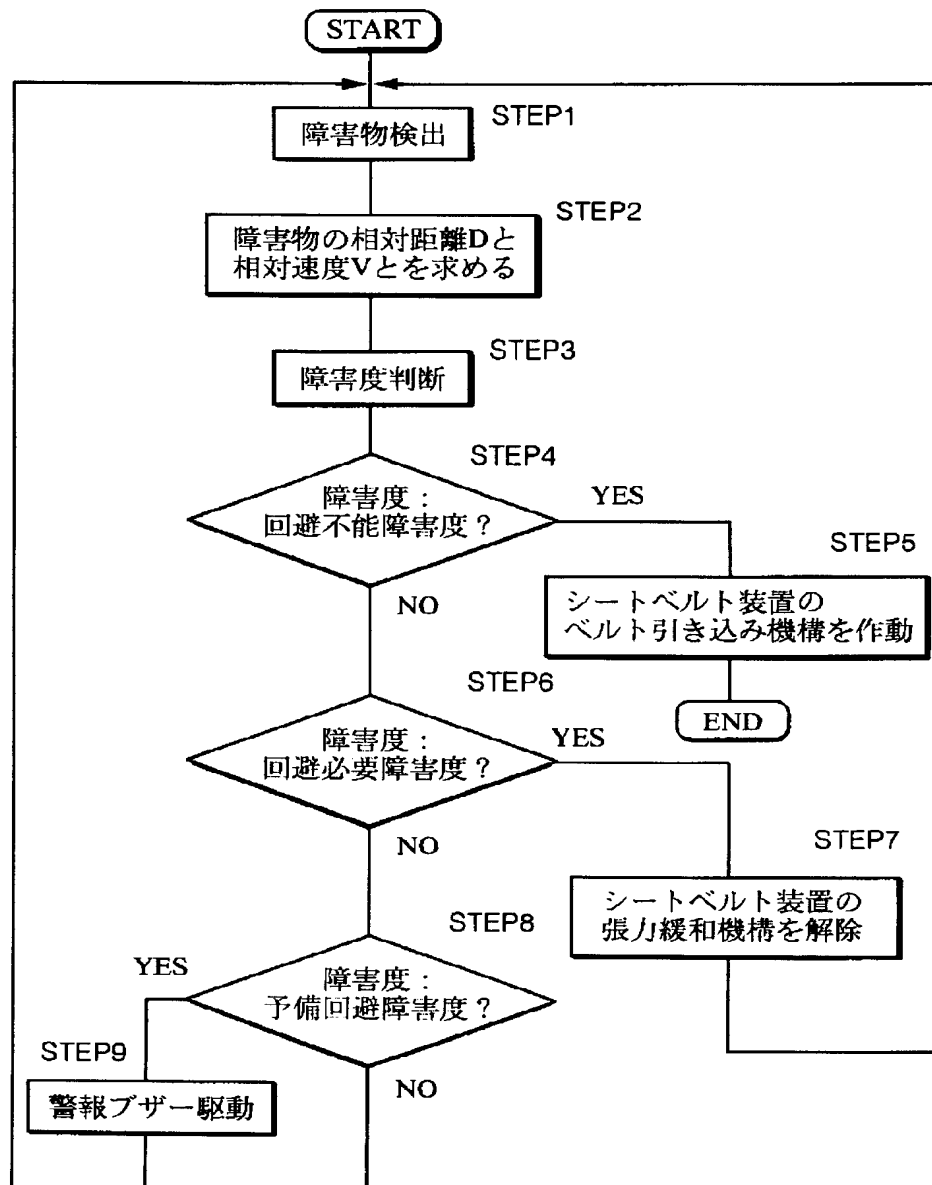 START
STEP1
障害物検出
STEP2
障害物の相対距離Dと
相対速度Vとを求める
STEP3
障害度判断
STEP4
障害度：
回避不能障害度？
YES
NO
STEP5
シートベルト装置の
ベルト引き込み機構を作動
END
STEP6
障害度：
回避必要障害度？
YES
NO
STEP7
シートベルト装置の
張力緩和機構を解除
STEP8
障害度：
予備回避障害度？
YES
NO
STEP9
警報ブザー駆動